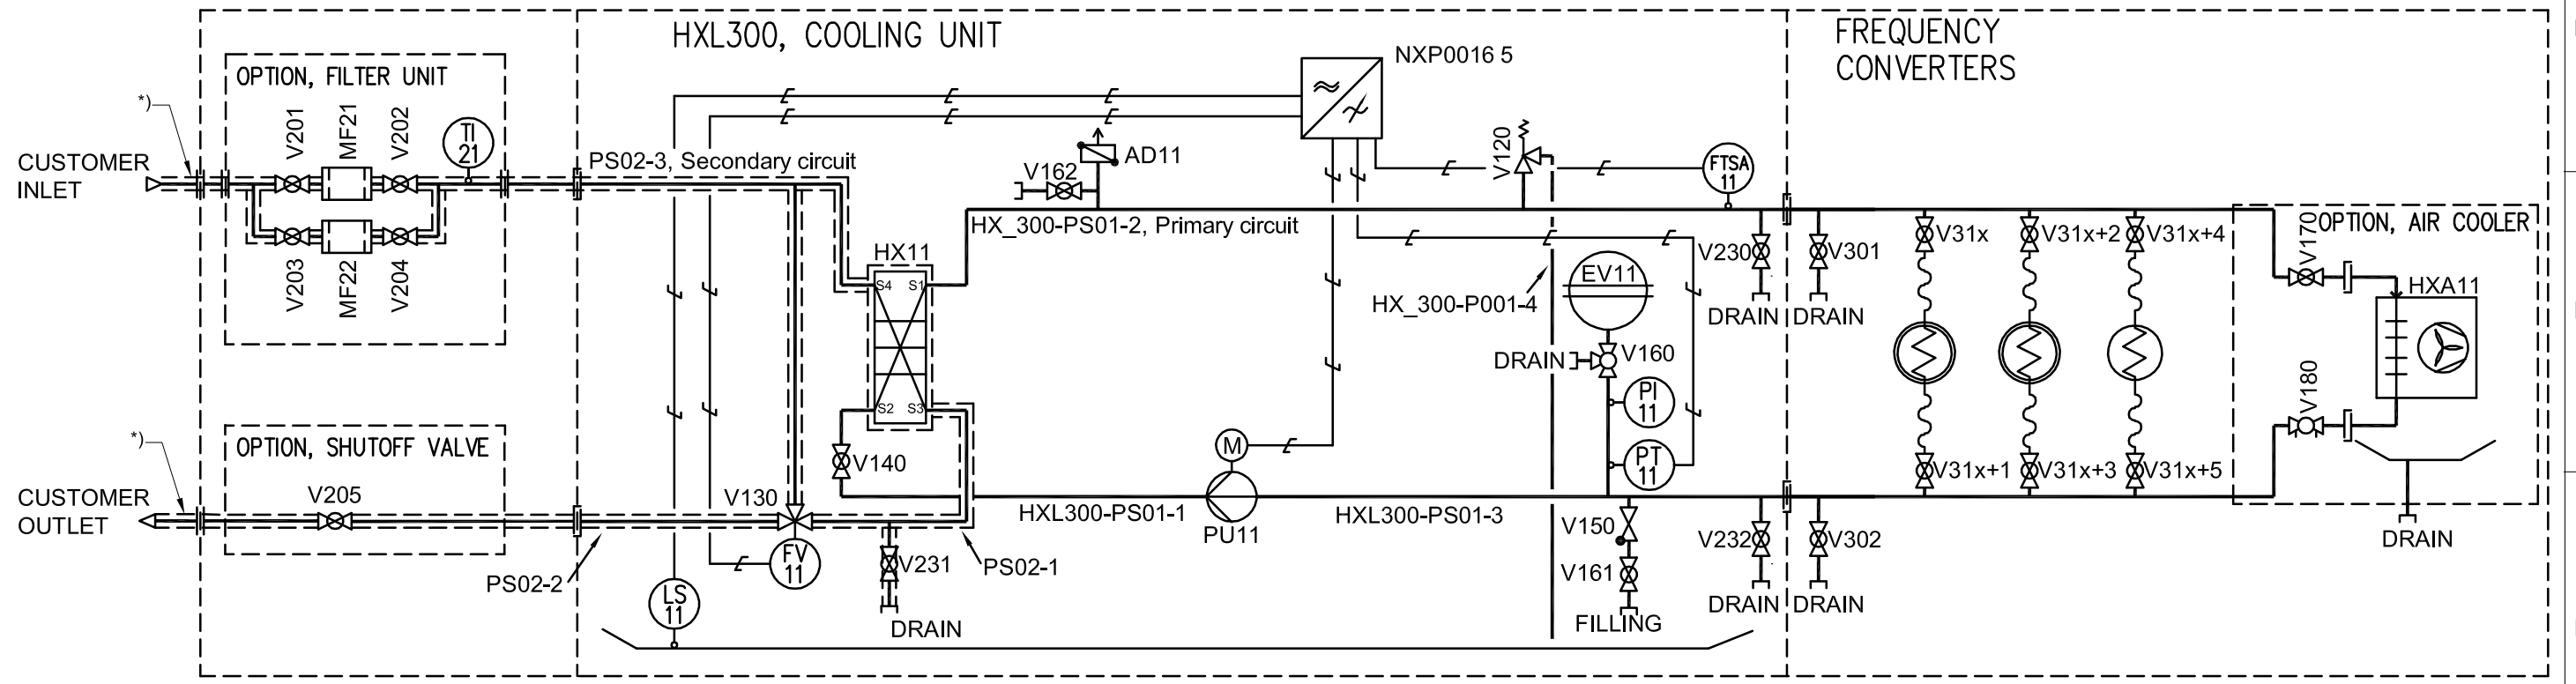 HXL300, COOLING UNIT
FREQUENCY
CONVERTERS
NXP0016 5
OPTION, FILTER UNIT
*)
V201
MF21
V202
TI
21
CUSTOMER
INLET
PS02-3, Secondary circuit
V162
AD11
V120
FTSA
11
HX_300-PS01-2, Primary circuit
V203
MF22
V204
HX11
S4
S1
S2
S3
HX_300-P001-4
EV11
V230
V301
DRAIN
DRAIN
V31x
V31x+2
V31x+4
V170
OPTION, AIR COOLER
HXA11
DRAIN
V160
PI
11
PT
11
V180
*)
OPTION, SHUTOFF VALVE
V140
M
V31x+1
V31x+3
V31x+5
CUSTOMER
OUTLET
V205
V130
HXL300-PS01-1
PU11
HXL300-PS01-3
V150
V232
V302
DRAIN
PS02-2
FV
11
V231
PS02-1
V161
LS
11
DRAIN
FILLING
DRAIN
DRAIN